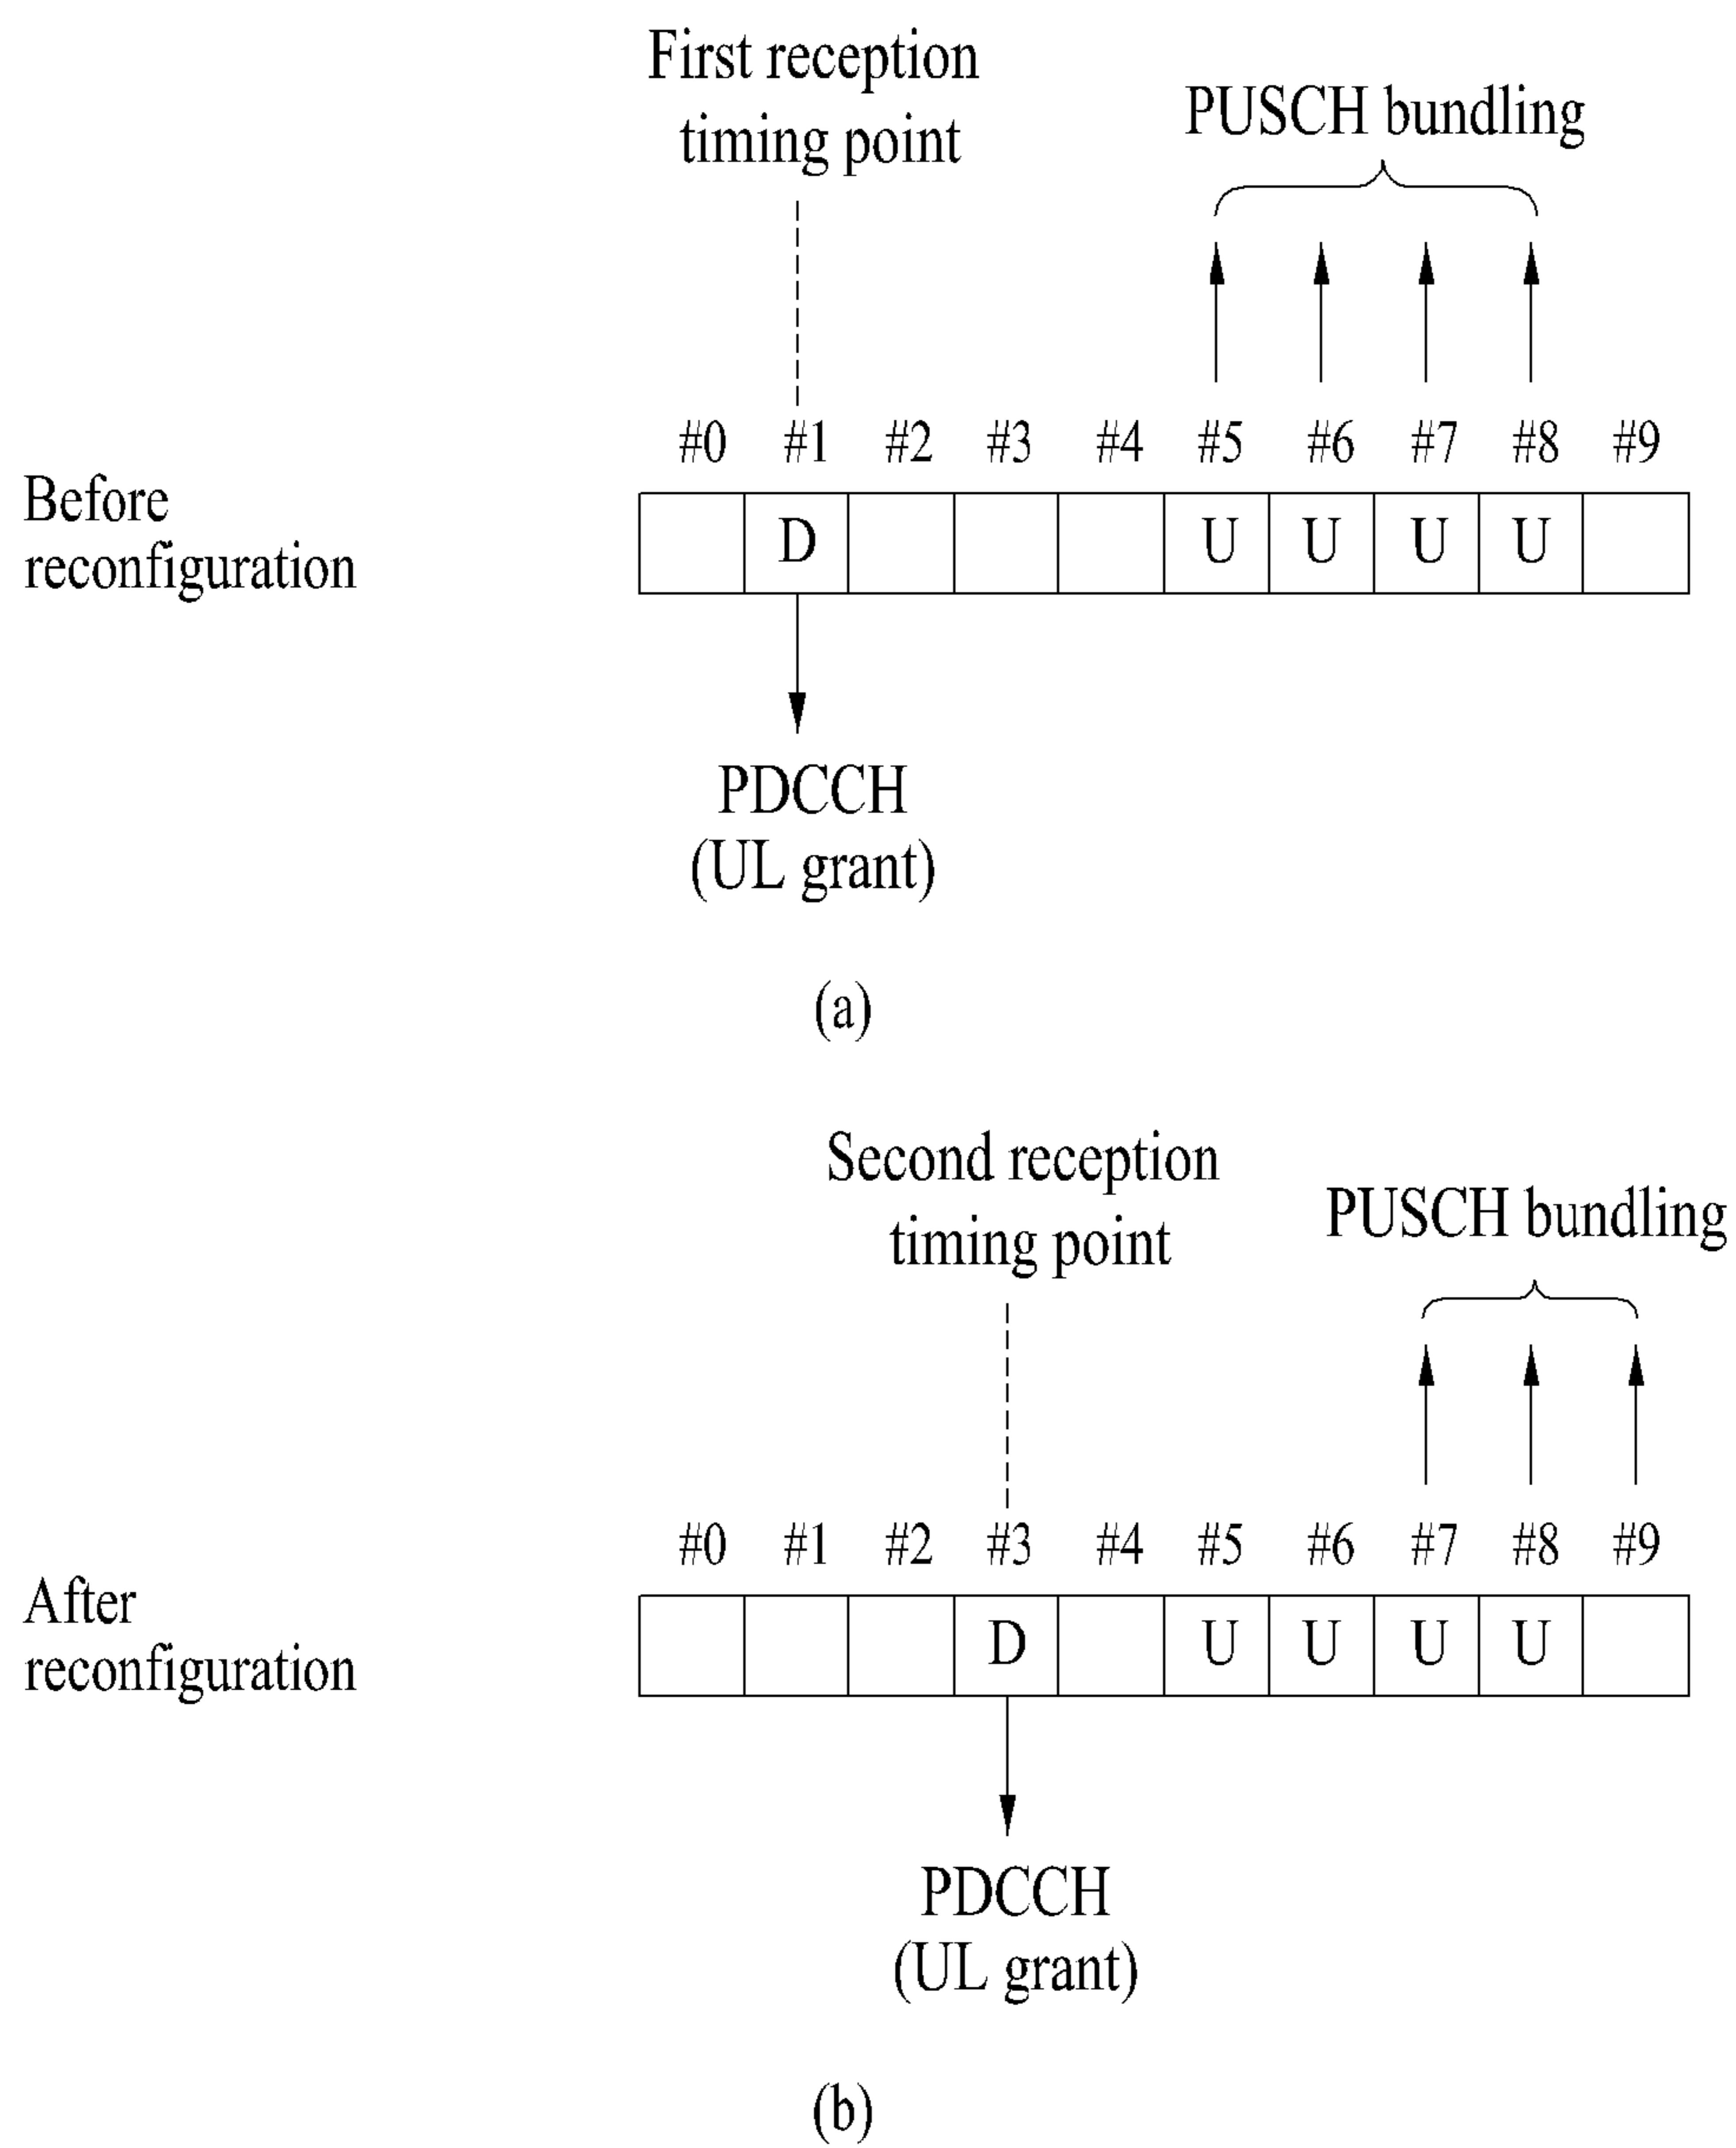 First reception
timing point
PUSCH bundling
#0 #1 #2 #3 #4 #5 #6 #7 #8 #9
Before
reconfiguration
D U U U U
PDCCH
(UL grant)
(a)
Second reception
timing point
PUSCH bundling
#0 #1 #2 #3 #4 #5 #6 #7 #8 #9
After
reconfiguration
D U U U U
PDCCH
(UL grant)
(b)